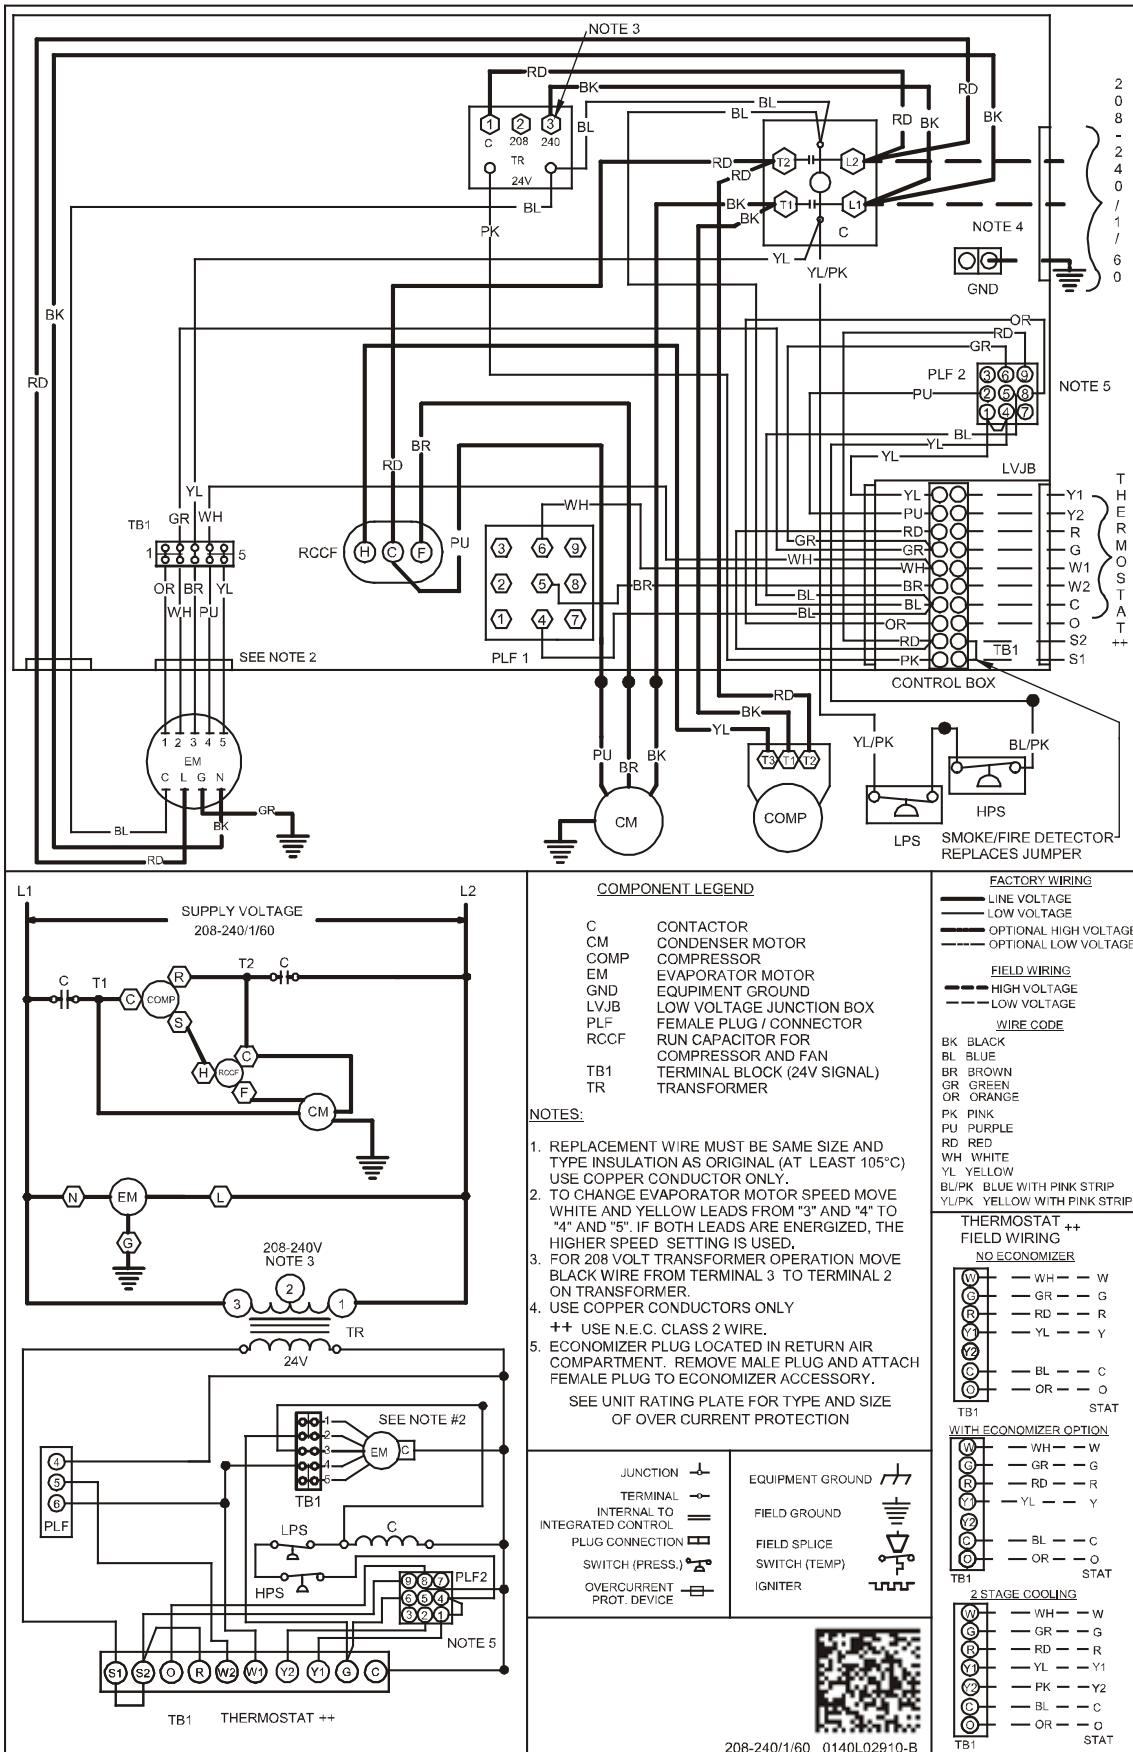 NOTE 3
RD
BK
BL
BL
BL
RD
BK
RD
BK
208-240/1/60
1 2 3
C 208 240
TR
24V
BL
PK
RD
RD
T2
L2
BK
BK
T1
L1
C
NOTE 4
YL
YL/PK
GND
BK
RD
OR
RD
GR
PLF 2
3 6 9
2 5 8
1 4 7
NOTE 5
PU
BL
YL
YL
BR
RD
PU
LVJB
YL
GR WH
TB1
1 5
OR BR YL
WH PU
RCCF
H C F
WH
3 6 9
2 5 8
1 4 7
PLF 1
BR
GR
WH
BL
BL
YL
PU
RD
GR
WH
BR
BL
OR
RD
PK
Y1
Y2
R
G
W1
W2
C
O
S2
S1
THERMOSTAT ++
TB1
SEE NOTE 2
CONTROL BOX
RD
BK
YL
1 2 3 4 5
EM
C L G N
GR
BL
BK
RD
PU
BR
BK
CM
T3 T1 T2
COMP
YL/PK
BL/PK
LPS
HPS
SMOKE/FIRE DETECTOR
REPLACES JUMPER
L1
L2
SUPPLY VOLTAGE
208-240/1/60
C
T1
C
COMP
R
S
T2
C
H
RCCF
C
F
CM
N
EM
L
G
208-240V
NOTE 3
3 2 1
TR
24V
SEE NOTE #2
1
2
3
4
5
EM
C
TB1
4
5
6
PLF
LPS
C
HPS
9 8 7
6 5 4
3 2 1
PLF2
NOTE 5
S1 S2 O R W2 W1 Y2 Y1 G C
TB1
THERMOSTAT ++
COMPONENT LEGEND
C CONTACTOR
CM CONDENSER MOTOR
COMP COMPRESSOR
EM EVAPORATOR MOTOR
GND EQUPIMENT GROUND
LVJB LOW VOLTAGE JUNCTION BOX
PLF FEMALE PLUG / CONNECTOR
RCCF RUN CAPACITOR FOR
COMPRESSOR AND FAN
TB1 TERMINAL BLOCK (24V SIGNAL)
TR TRANSFORMER
NOTES:
1. REPLACEMENT WIRE MUST BE SAME SIZE AND
TYPE INSULATION AS ORIGINAL (AT LEAST 105°C)
USE COPPER CONDUCTOR ONLY.
2. TO CHANGE EVAPORATOR MOTOR SPEED MOVE
WHITE AND YELLOW LEADS FROM "3" AND "4" TO
"4" AND "5". IF BOTH LEADS ARE ENERGIZED, THE
HIGHER SPEED SETTING IS USED.
3. FOR 208 VOLT TRANSFORMER OPERATION MOVE
BLACK WIRE FROM TERMINAL 3 TO TERMINAL 2
ON TRANSFORMER.
4. USE COPPER CONDUCTORS ONLY
++ USE N.E.C. CLASS 2 WIRE.
5. ECONOMIZER PLUG LOCATED IN RETURN AIR
COMPARTMENT. REMOVE MALE PLUG AND ATTACH
FEMALE PLUG TO ECONOMIZER ACCESSORY.
SEE UNIT RATING PLATE FOR TYPE AND SIZE
OF OVER CURRENT PROTECTION
JUNCTION
TERMINAL
INTERNAL TO
INTEGRATED CONTROL
PLUG CONNECTION
SWITCH (PRESS.)
OVERCURRENT
PROT. DEVICE
EQUIPMENT GROUND
FIELD GROUND
FIELD SPLICE
SWITCH (TEMP)
IGNITER
208-240/1/60 0140L02910-B
FACTORY WIRING
LINE VOLTAGE
LOW VOLTAGE
OPTIONAL HIGH VOLTAGE
OPTIONAL LOW VOLTAGE
FIELD WIRING
HIGH VOLTAGE
LOW VOLTAGE
WIRE CODE
BK BLACK
BL BLUE
BR BROWN
GR GREEN
OR ORANGE
PK PINK
PU PURPLE
RD RED
WH WHITE
YL YELLOW
BL/PK BLUE WITH PINK STRIP
YL/PK YELLOW WITH PINK STRIP
THERMOSTAT ++
FIELD WIRING
NO ECONOMIZER
W WH W
G GR G
R RD R
Y1 YL Y
Y2
C BL C
O OR O
TB1 STAT
WITH ECONOMIZER OPTION
W WH W
G GR G
R RD R
Y1 YL Y
Y2
C BL C
O OR O
TB1 STAT
2 STAGE COOLING
W WH W
G GR G
R RD R
Y1 YL Y1
Y2 PK Y2
C BL C
O OR O
TB1 STAT